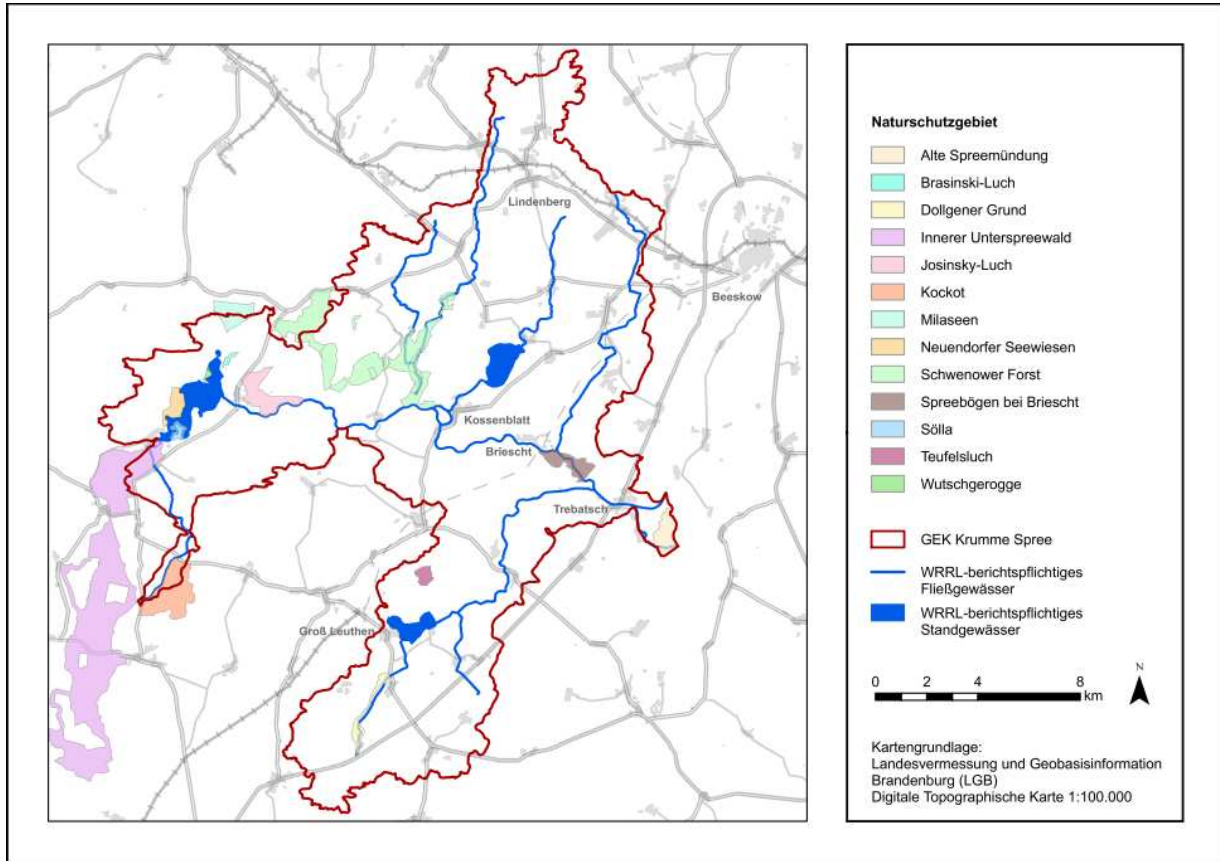 Lindenberg
Beeskow
Kossenblatt
Briescht
Trebatsch
Groß Leuthen
Naturschutzgebiet
Alte Spreemündung
Brasinski-Luch
Dollgener Grund
Innerer Unterspreewald
Josinsky-Luch
Kockot
Milaseen
Neuendorfer Seewiesen
Schwenower Forst
Spreebögen bei Briescht
Sölla
Teufelsluch
Wutschgerogge
GEK Krumme Spree
WRRL-berichtspflichtiges
Fließgewässer
WRRL-berichtspflichtiges
Standgewässer
0 2 4 8
km
N
Kartengrundlage:
Landesvermessung und Geobasisinformation
Brandenburg (LGB)
Digitale Topographische Karte 1:100.000